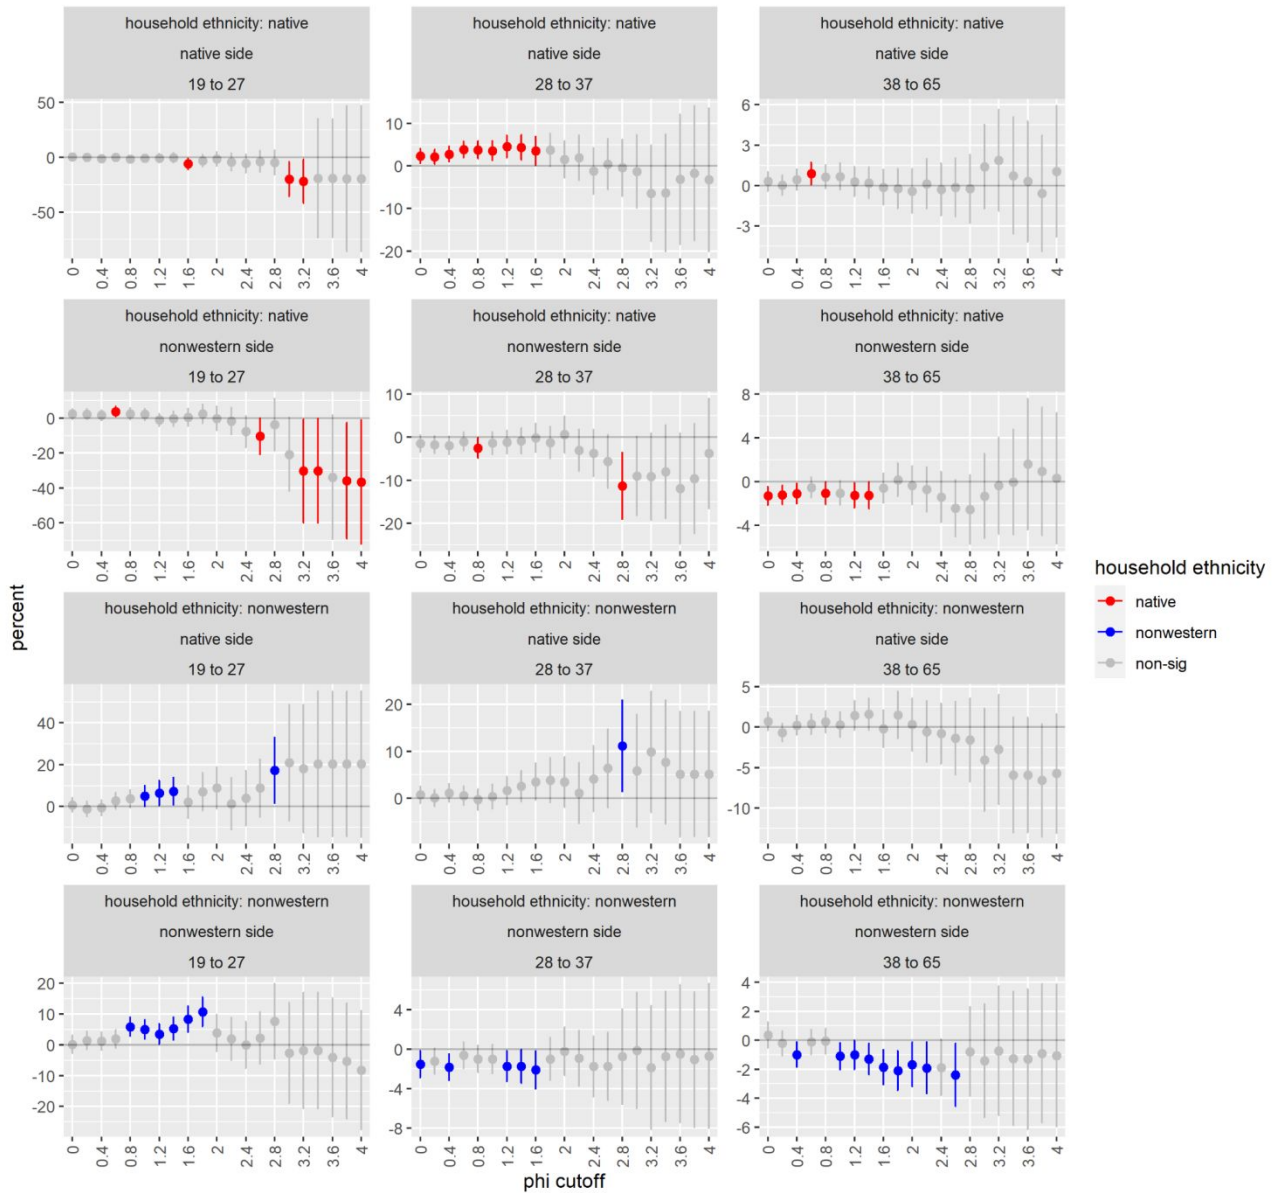 household ethnicity: native
native side
19 to 27
household ethnicity: native
native side
28 to 37
household ethnicity: native
native side
38 to 65
50
0
-50
10
0
-10
-20
6
3
0
-3
0 0.4 0.8 1.2 1.6 2 2.4 2.8 3.2 3.6 4
0 0.4 0.8 1.2 1.6 2 2.4 2.8 3.2 3.6 4
0 0.4 0.8 1.2 1.6 2 2.4 2.8 3.2 3.6 4
household ethnicity: native
nonwestern side
19 to 27
household ethnicity: native
nonwestern side
28 to 37
household ethnicity: native
nonwestern side
38 to 65
0
-20
-40
-60
10
0
-10
-20
8
4
0
-4
0 0.4 0.8 1.2 1.6 2 2.4 2.8 3.2 3.6 4
0 0.4 0.8 1.2 1.6 2 2.4 2.8 3.2 3.6 4
0 0.4 0.8 1.2 1.6 2 2.4 2.8 3.2 3.6 4
household ethnicity: nonwestern
native side
19 to 27
household ethnicity: nonwestern
native side
28 to 37
household ethnicity: nonwestern
native side
38 to 65
40
20
0
20
10
0
5
0
-5
-10
0 0.4 0.8 1.2 1.6 2 2.4 2.8 3.2 3.6 4
0 0.4 0.8 1.2 1.6 2 2.4 2.8 3.2 3.6 4
0 0.4 0.8 1.2 1.6 2 2.4 2.8 3.2 3.6 4
household ethnicity: nonwestern
nonwestern side
19 to 27
household ethnicity: nonwestern
nonwestern side
28 to 37
household ethnicity: nonwestern
nonwestern side
38 to 65
20
10
0
-10
-20
4
0
-4
-8
4
2
0
-2
-4
-6
0 0.4 0.8 1.2 1.6 2 2.4 2.8 3.2 3.6 4
0 0.4 0.8 1.2 1.6 2 2.4 2.8 3.2 3.6 4
0 0.4 0.8 1.2 1.6 2 2.4 2.8 3.2 3.6 4
percent
phi cutoff
household ethnicity
native
nonwestern
non-sig